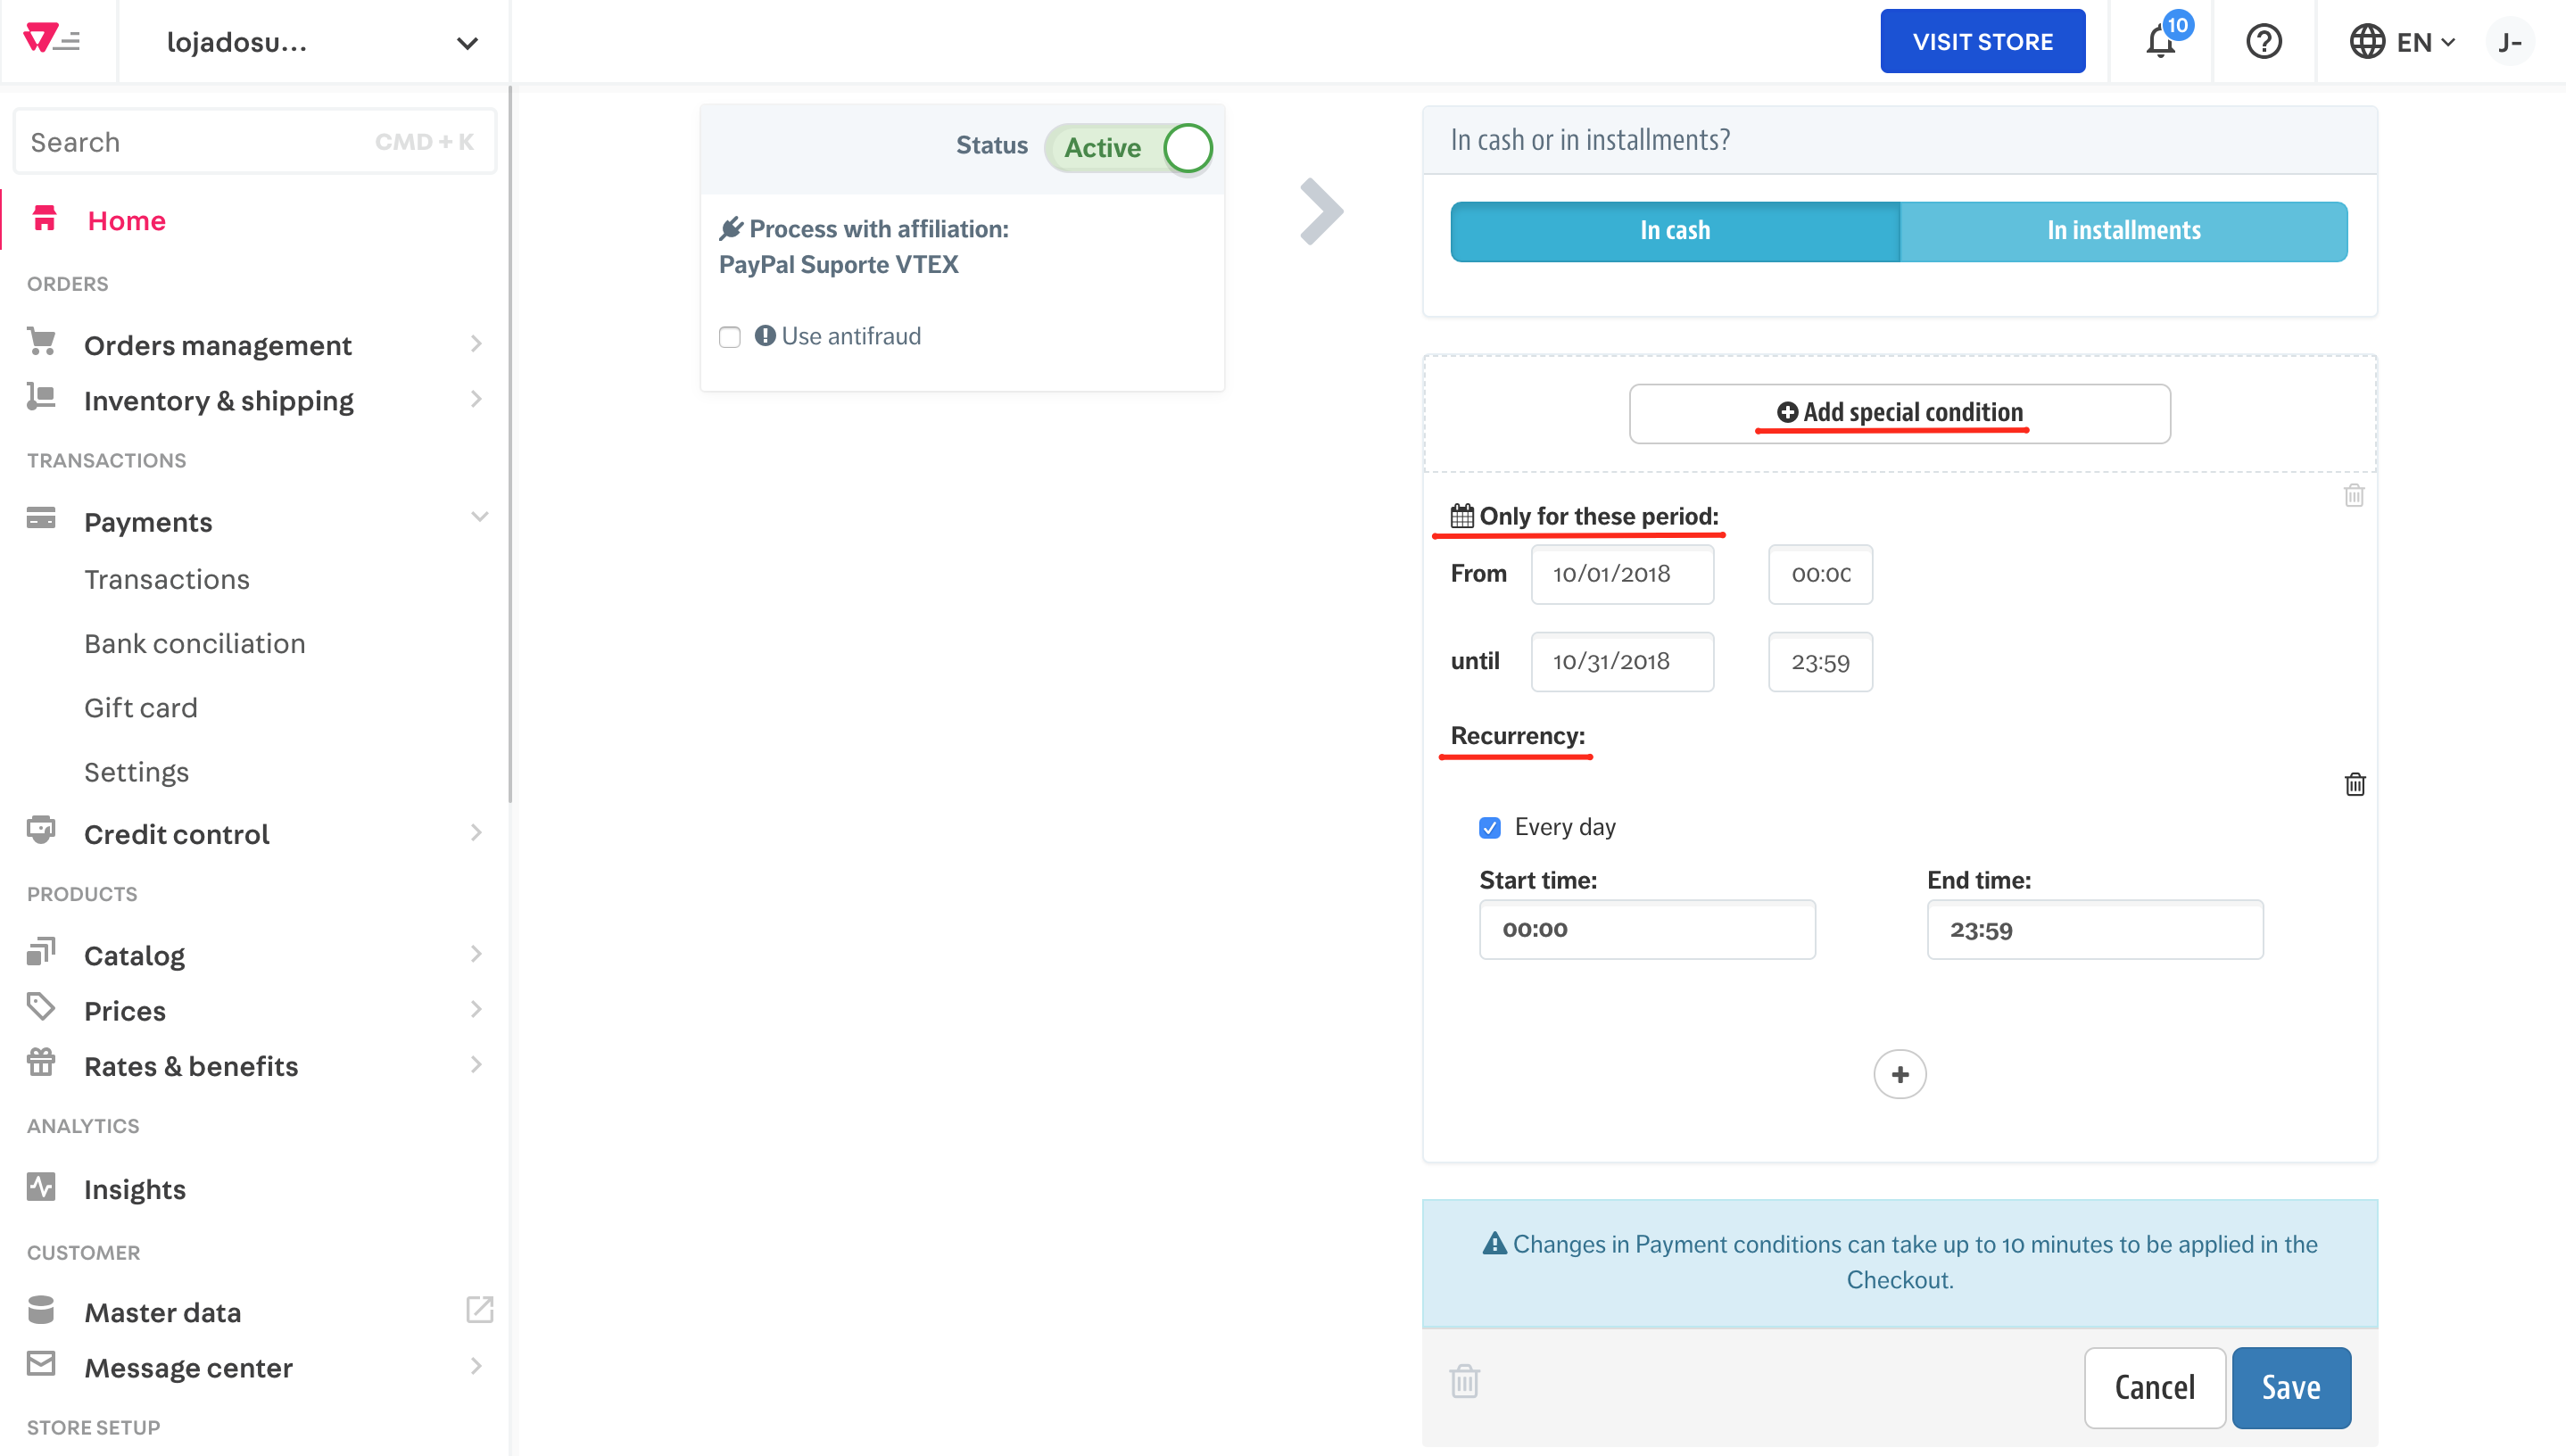 lojadosu...
VISIT STORE
10
EN
J-
Search
CMD + K
Home
ORDERS
Orders management
Inventory & shipping
TRANSACTIONS
Payments
Transactions
Bank conciliation
Gift card
Settings
Credit control
PRODUCTS
Catalog
Prices
Rates & benefits
ANALYTICS
Insights
CUSTOMER
Master data
Message center
STORE SETUP
Status
Active
Process with affiliation:
PayPal Suporte VTEX
Use antifraud
In cash or in installments?
In cash
In installments
Add special condition
Only for these period:
From
10/01/2018
00:00
until
10/31/2018
23:59
Recurrency:
Every day
Start time:
End time:
00:00
23:59
Changes in Payment conditions can take up to 10 minutes to be applied in the
Checkout.
Cancel
Save